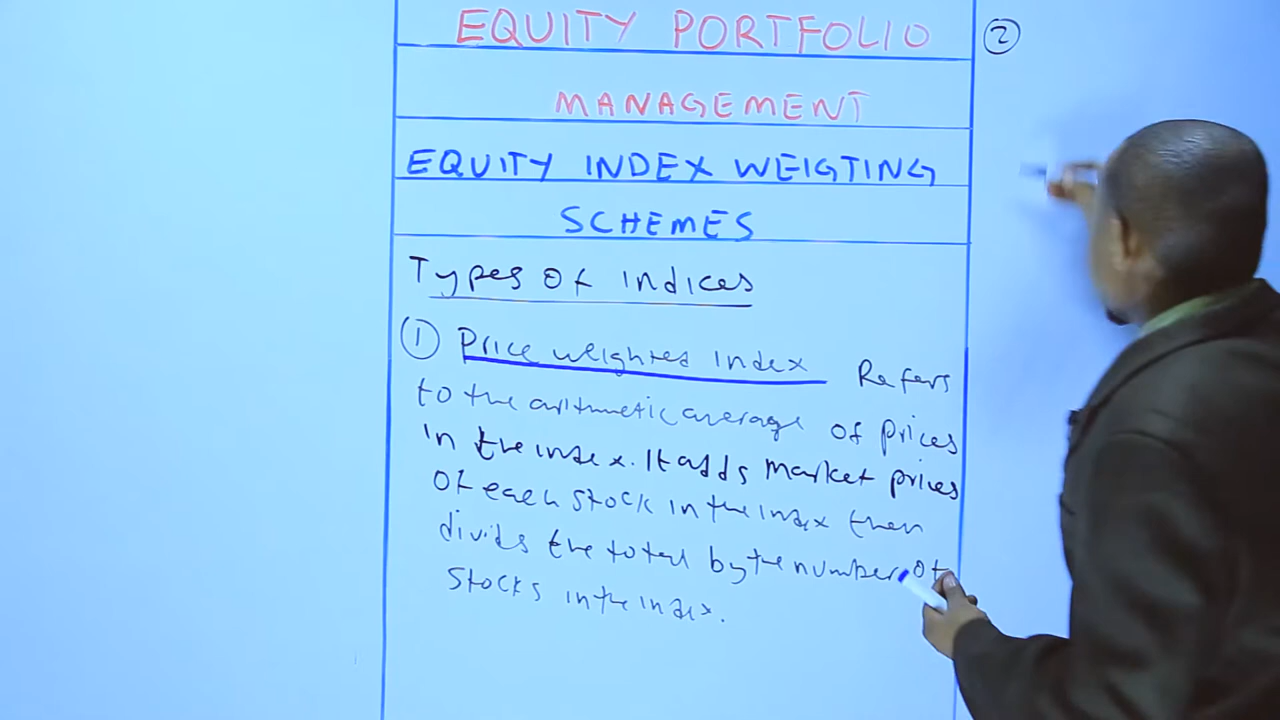 EQUITY PORTFOLIO
MANAGEMENT
EQUITY INDEX WEIGTING
SCHEMES
Types of indices
① Price weighted index Refers
to the arithmetic average of prices
in the index. It adds market prices
of each stock in the index then
divids the total by the number of
stocks in the index.
②